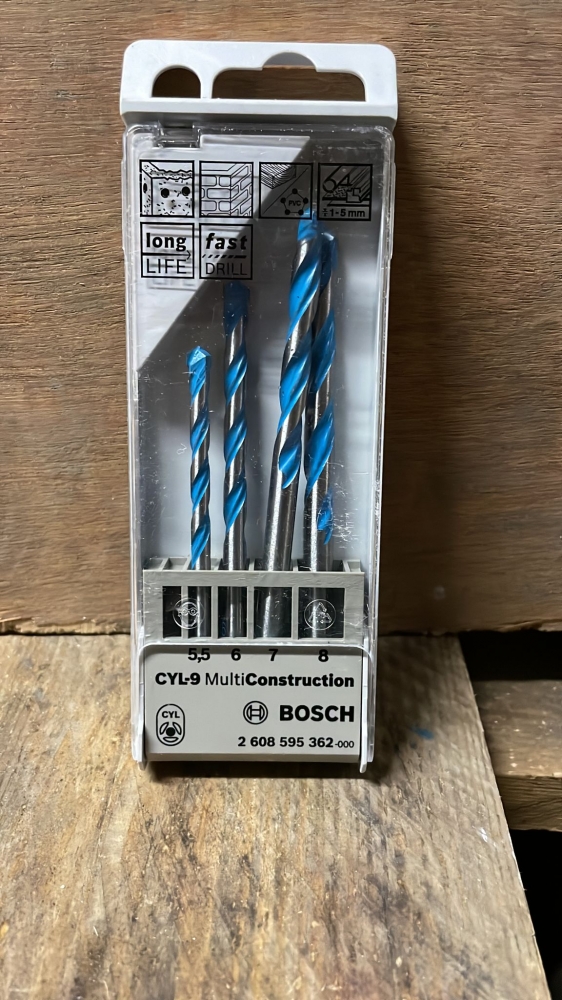 PVC
64
÷1-5 mm
long
LIFE
fast
DRILL
5,5 6 7 8
CYL-9 MultiConstruction
CYL
BOSCH
2 608 595 362-000